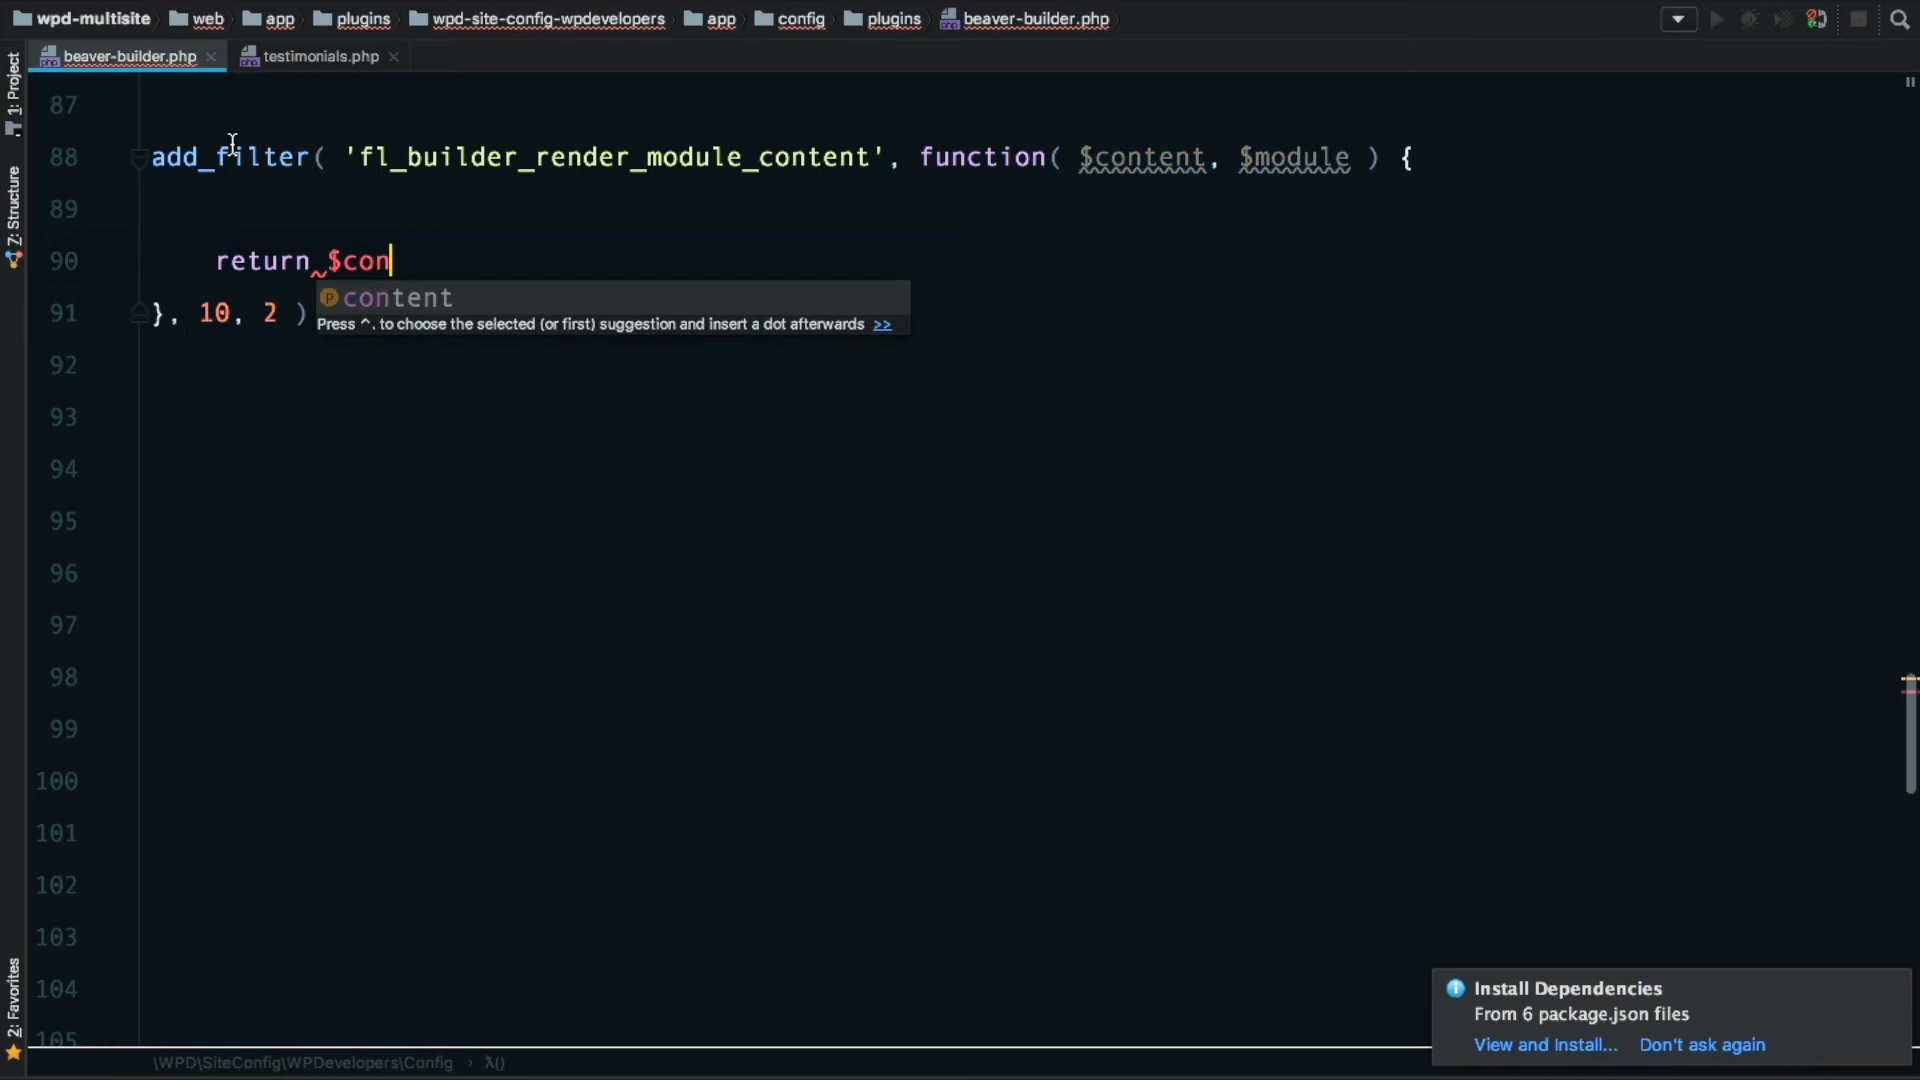 wpd-multisite web app plugins wpd-site-config-wpdevelopers app config plugins beaver-builder.php
beaver-builder.php testimonials.php
1: Project
Z: Structure
2: Favorites
87
88 add_filter( 'fl_builder_render_module_content', function( $content, $module ) {
89
90 return $con
content
91 }, 10, 2 )
Press ^. to choose the selected (or first) suggestion and insert a dot afterwards >>
92
93
94
95
96
97
98
99
100
101
102
103
104
105
Install Dependencies
From 6 package.json files
View and Install... Don't ask again
\WPD\SiteConfig\WPDevelopers\Config › λ()